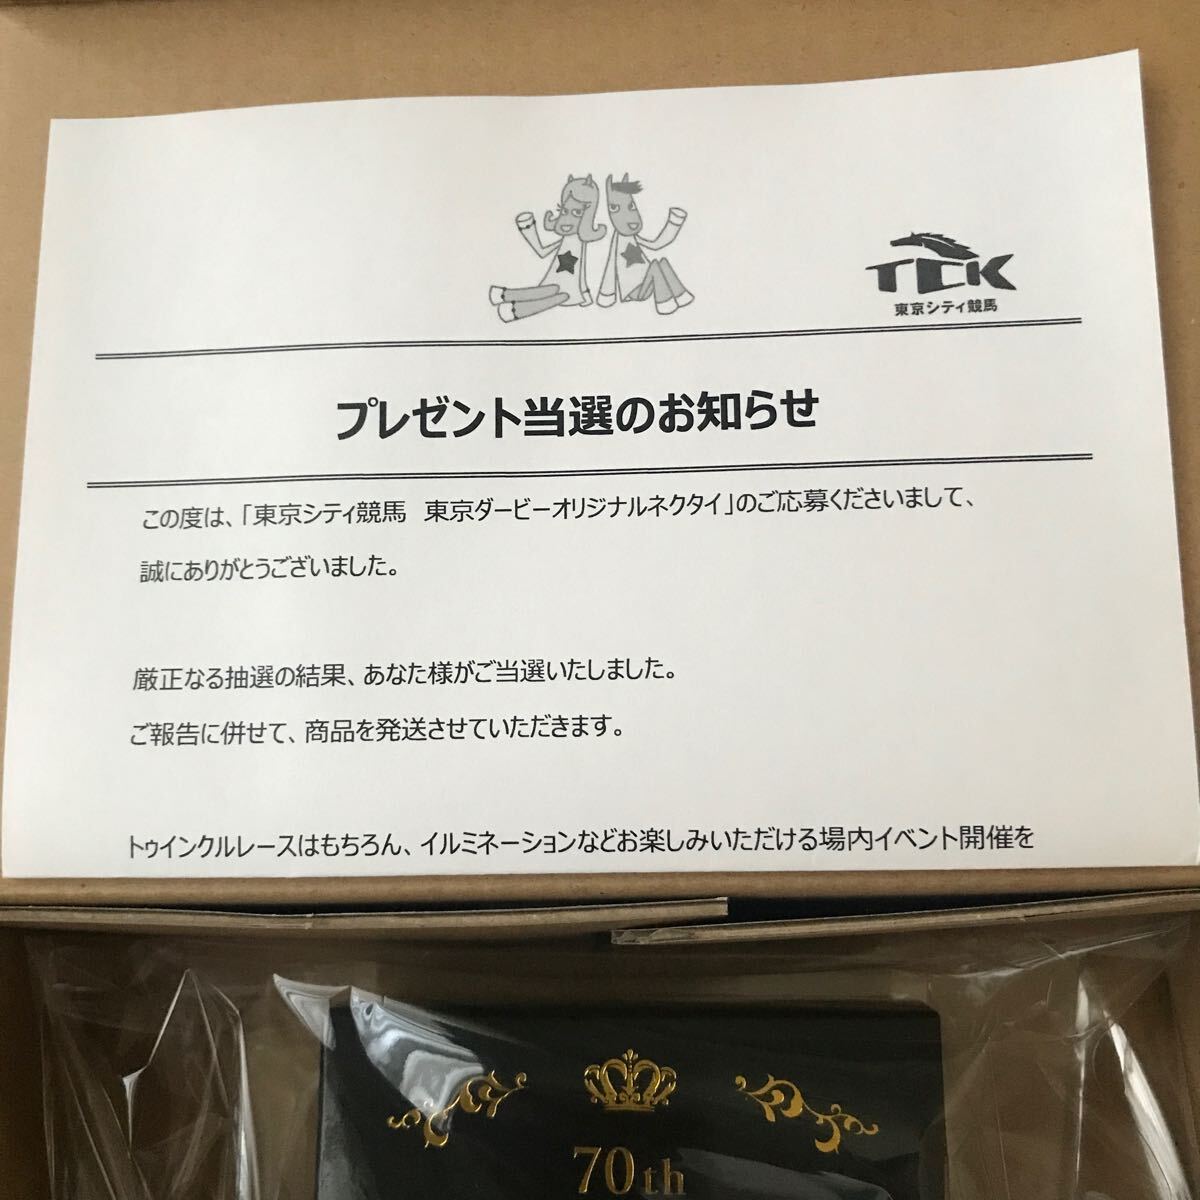 TCK
東京シティ競馬
プレゼント当選のお知らせ
この度は、「東京シティ競馬　東京ダービーオリジナルネクタイ」のご応募くださいまして、
誠にありがとうございました。
厳正なる抽選の結果、あなた様がご当選いたしました。
ご報告に併せて、商品を発送させていただきます。
トゥインクルレースはもちろん、イルミネーションなどお楽しみいただける場内イベント開催を
70th